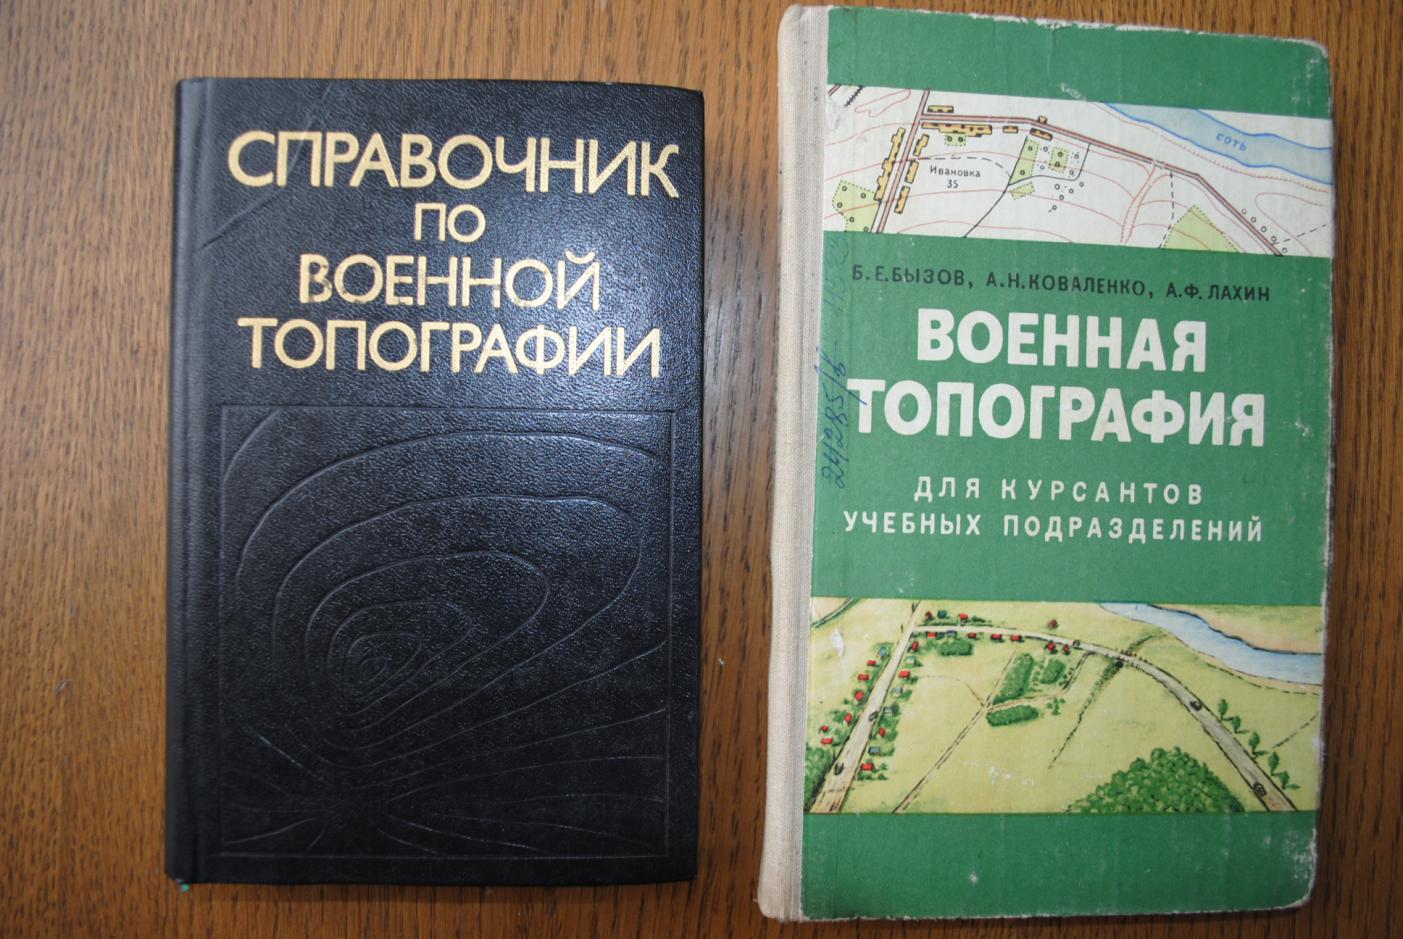 СПРАВОЧНИК
ПО
ВОЕННОЙ
ТОПОГРАФИИ
СОТЬ
Ивановка
35
Б.Е.БЫЗОВ, А.Н.КОВАЛЕНКО, А.Ф.ЛАХИН
ВОЕННАЯ
ТОПОГРАФИЯ
ДЛЯ КУРСАНТОВ
УЧЕБНЫХ ПОДРАЗДЕЛЕНИЙ